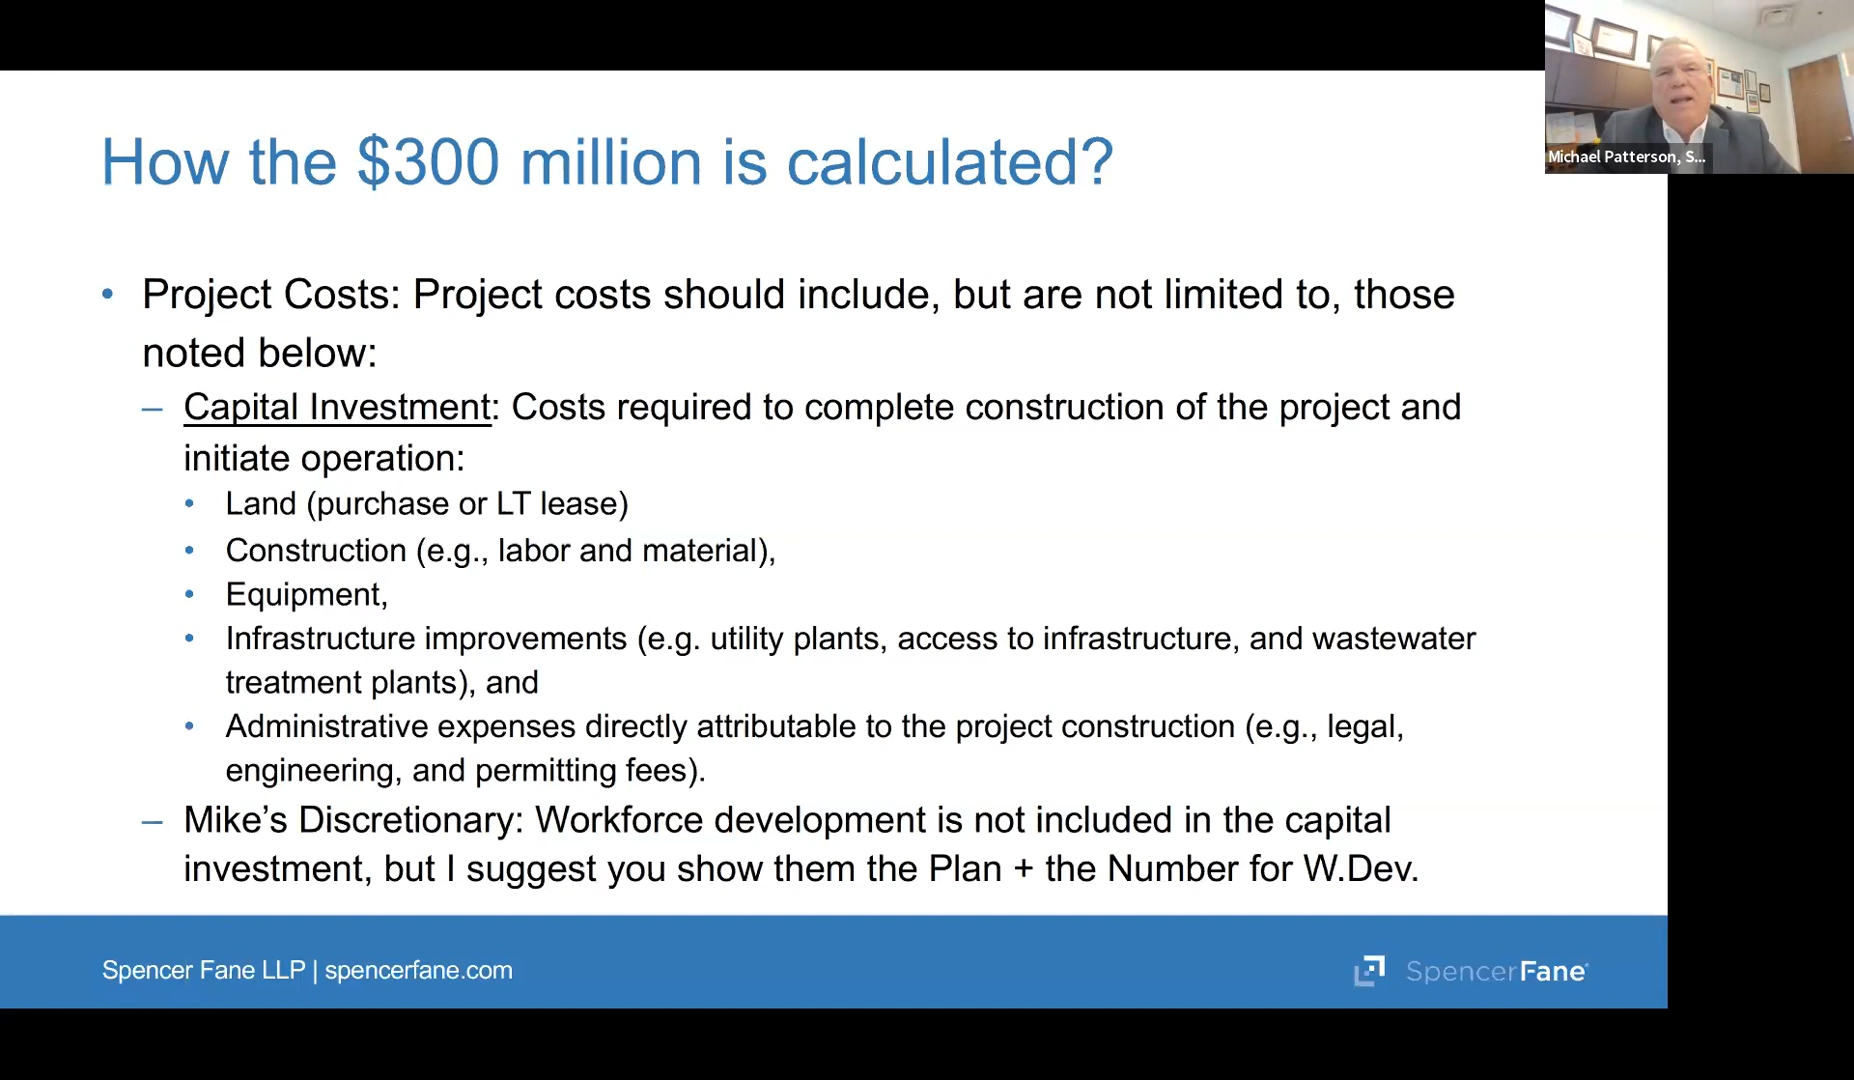 How the $300 million is calculated?
Michael Patterson, S...
• Project Costs: Project costs should include, but are not limited to, those
noted below:
– Capital Investment: Costs required to complete construction of the project and
initiate operation:
• Land (purchase or LT lease)
• Construction (e.g., labor and material),
• Equipment,
• Infrastructure improvements (e.g. utility plants, access to infrastructure, and wastewater
treatment plants), and
• Administrative expenses directly attributable to the project construction (e.g., legal,
engineering, and permitting fees).
– Mike’s Discretionary: Workforce development is not included in the capital
investment, but I suggest you show them the Plan + the Number for W.Dev.
Spencer Fane LLP | spencerfane.com
SpencerFane